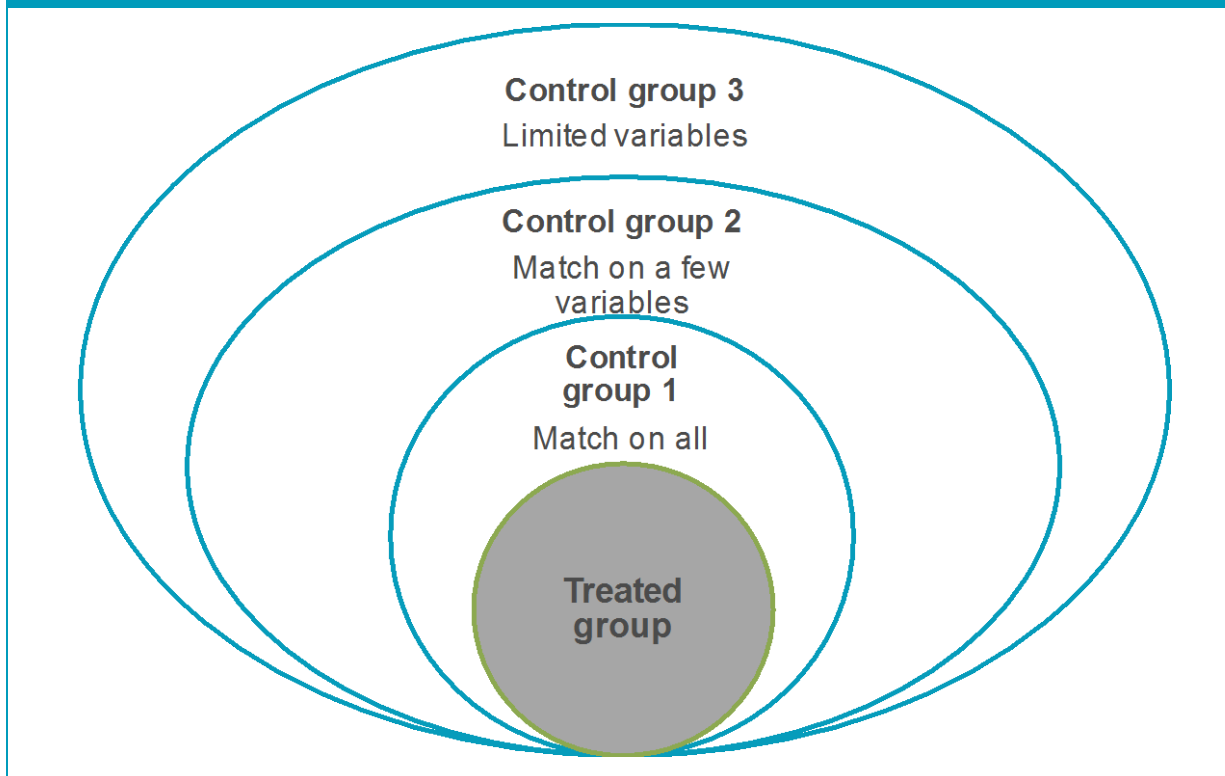 Control group 3
Limited variables
Control group 2
Match on a few
variables
Control
group 1
Match on all
Treated
group